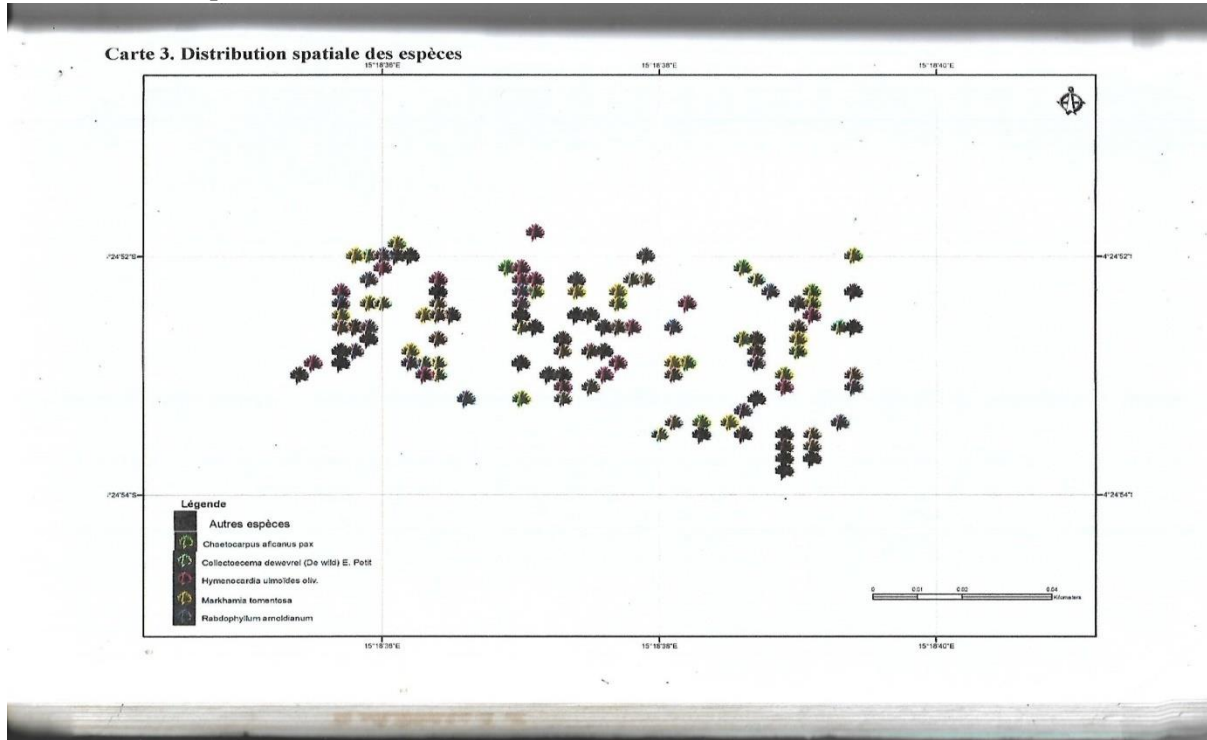 Carte 3. Distribution spatiale des espèces
15°18'36"E 15°18'38"E 15°18'40"E
°24'52"S 4°24'52"
°24'54"S 4°24'54"
Légende
Autres espèces
Chaetocarpus aficanus pax
Collectoecema dewevrei (De wild) E. Potit
Hymenocardia ulmoïdes oliv.
Markhamia tomentosa
Rabdophyllum arnoldianum
0 0.01 0.02 0.04
Kilometers
15°18'36"E 15°18'38"E 15°18'40"E